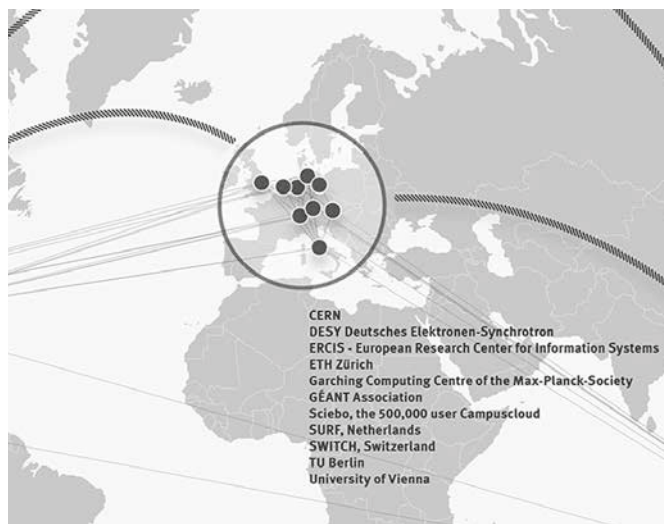 CERN
DESY Deutsches Elektronen-Synchrotron
ERCIS - European Research Center for Information Systems
ETH Zürich
Garching Computing Centre of the Max-Planck-Society
GÉANT Association
Sciebo, the 500,000 user Campuscloud
SURF, Netherlands
SWITCH, Switzerland
TU Berlin
University of Vienna